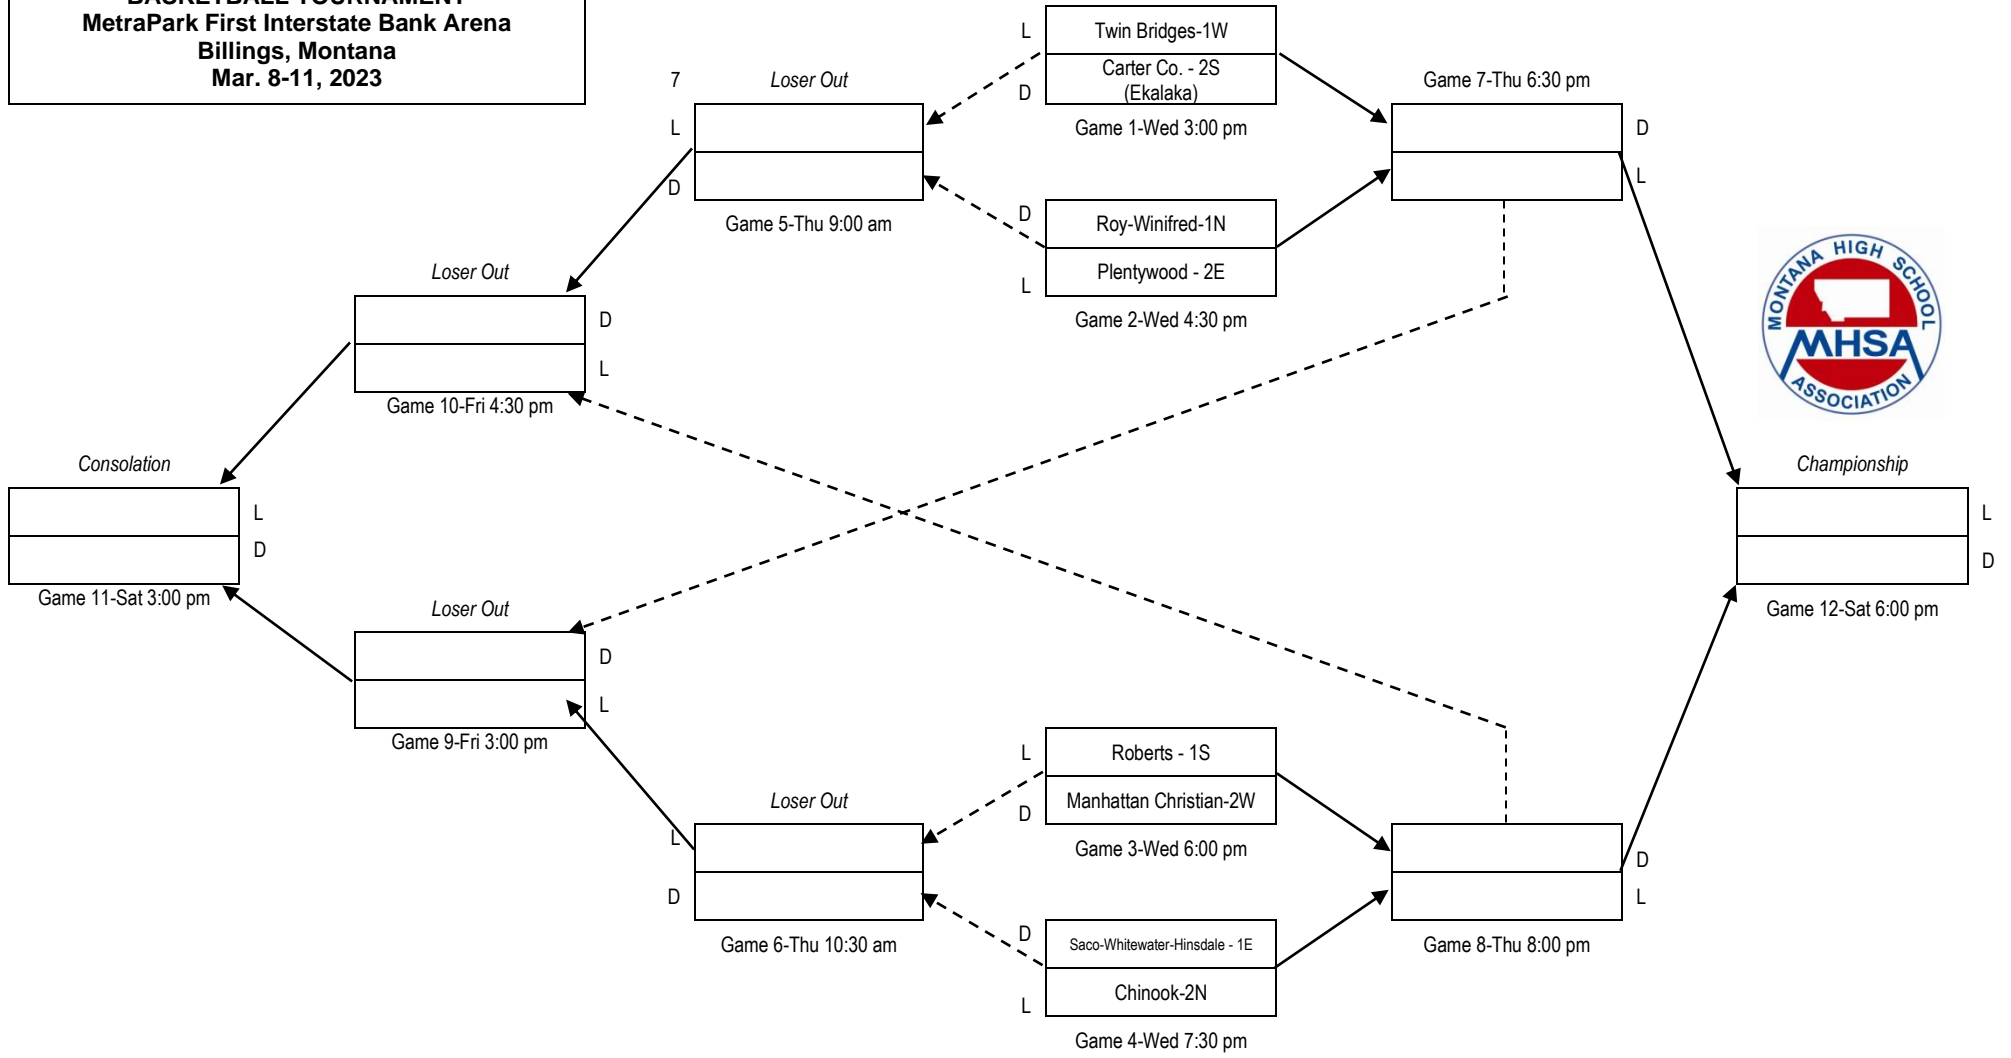 BASKETBALL TOURNAMENT
MetraPark First Interstate Bank Arena
Billings, Montana
Mar. 8-11, 2023
L
Twin Bridges-1W
D
Carter Co. - 2S
(Ekalaka)
Game 1-Wed 3:00 pm
7
Loser Out
L
D
Game 5-Thu 9:00 am
Game 7-Thu 6:30 pm
D
L
D
Roy-Winifred-1N
L
Plentywood - 2E
Game 2-Wed 4:30 pm
MONTANA HIGH SCHOOL
MHSA
ASSOCIATION
Loser Out
D
L
Game 10-Fri 4:30 pm
Consolation
L
D
Game 11-Sat 3:00 pm
Championship
L
D
Game 12-Sat 6:00 pm
Loser Out
D
L
Game 9-Fri 3:00 pm
Loser Out
L
D
Game 6-Thu 10:30 am
L
Roberts - 1S
D
Manhattan Christian-2W
Game 3-Wed 6:00 pm
D
L
Game 8-Thu 8:00 pm
D
Saco-Whitewater-Hinsdale - 1E
L
Chinook-2N
Game 4-Wed 7:30 pm